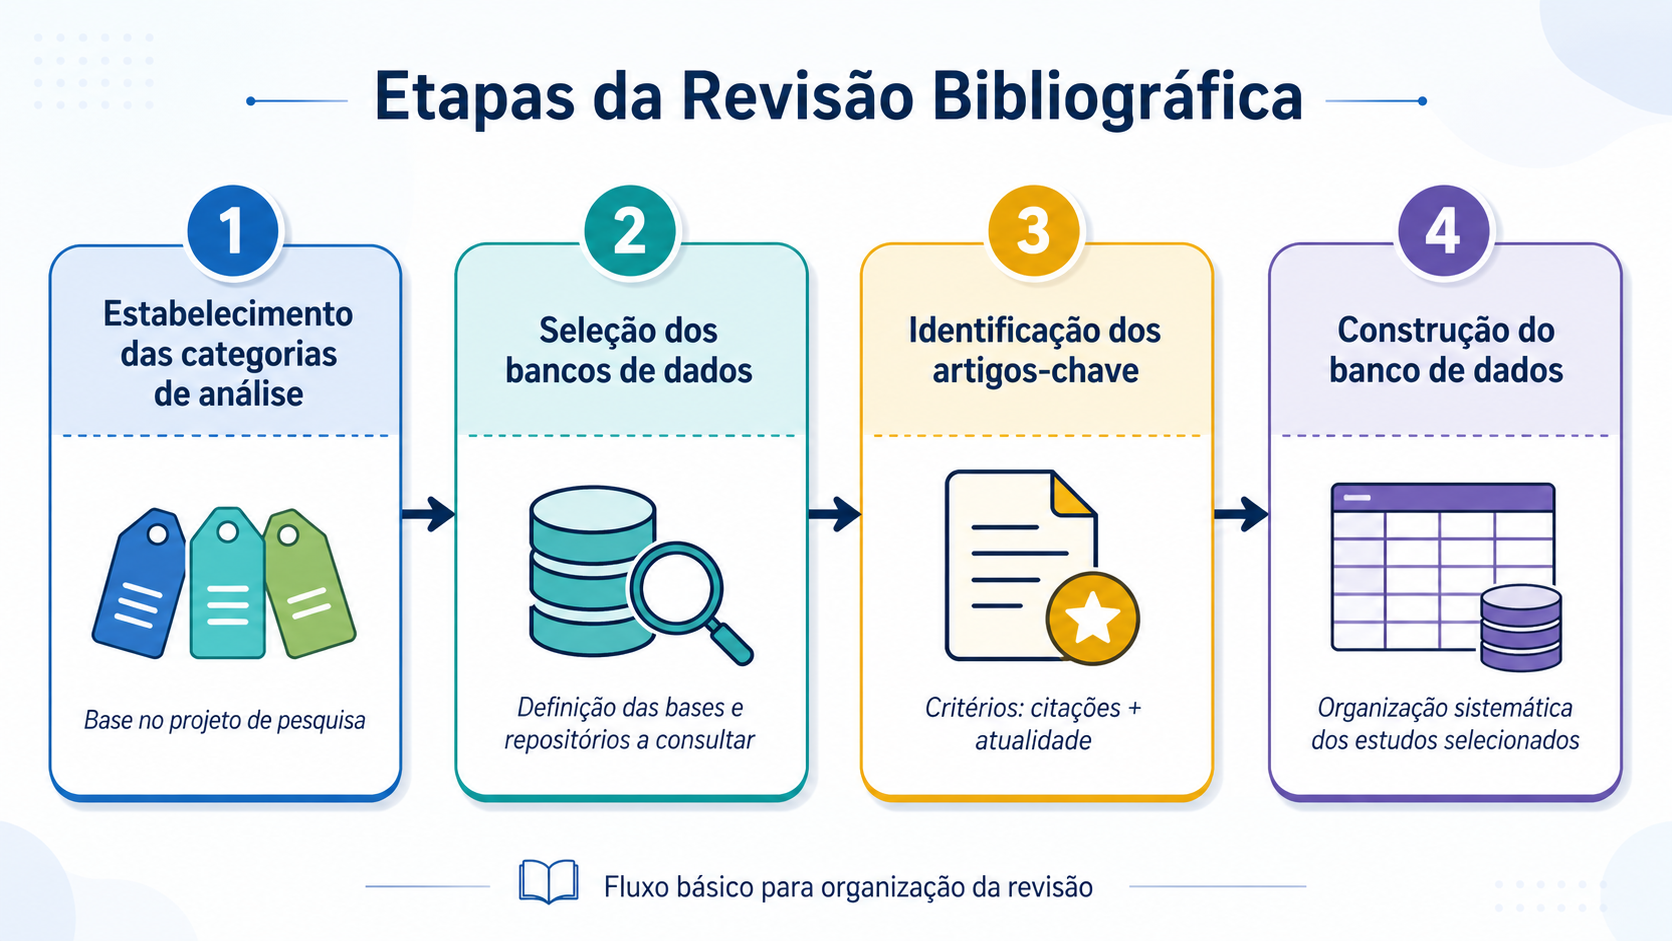 Etapas da Revisão Bibliográfica
1
Estabelecimento
das categorias
de análise
Base no projeto de pesquisa
2
Seleção dos
bancos de dados
Definição das bases e
repositórios a consultar
3
Identificação dos
artigos-chave
Critérios: citações +
atualidade
4
Construção do
banco de dados
Organização sistemática
dos estudos selecionados
Fluxo básico para organização da revisão